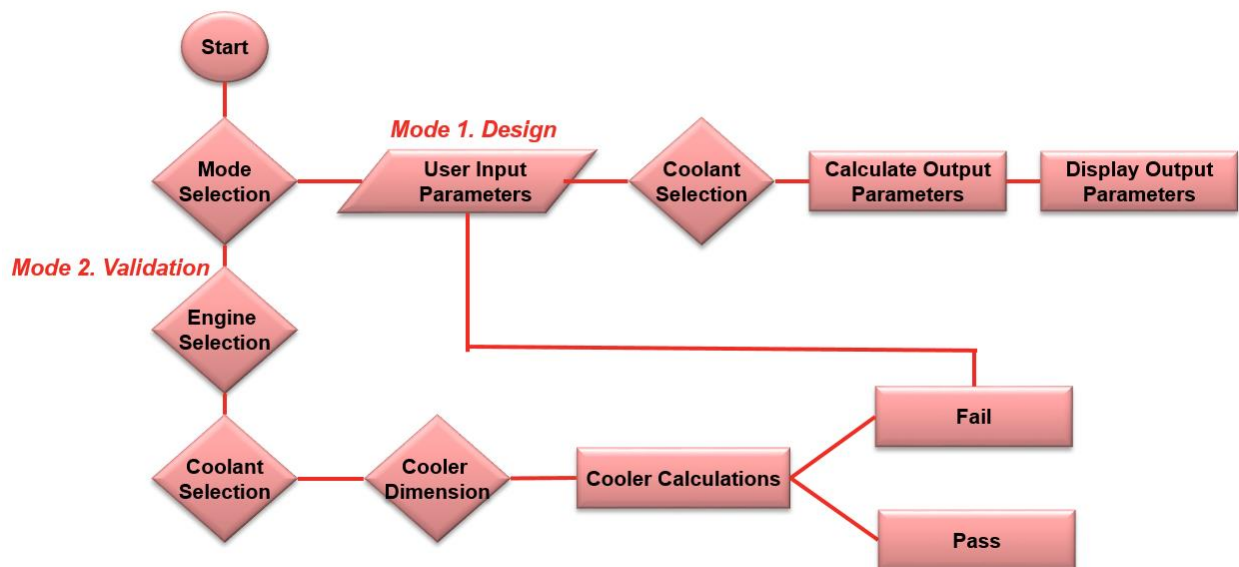 Start
Mode 1. Design
Mode
Selection
User Input
Parameters
Coolant
Selection
Calculate Output
Parameters
Display Output
Parameters
Mode 2. Validation
Engine
Selection
Coolant
Selection
Cooler
Dimension
Cooler Calculations
Fail
Pass